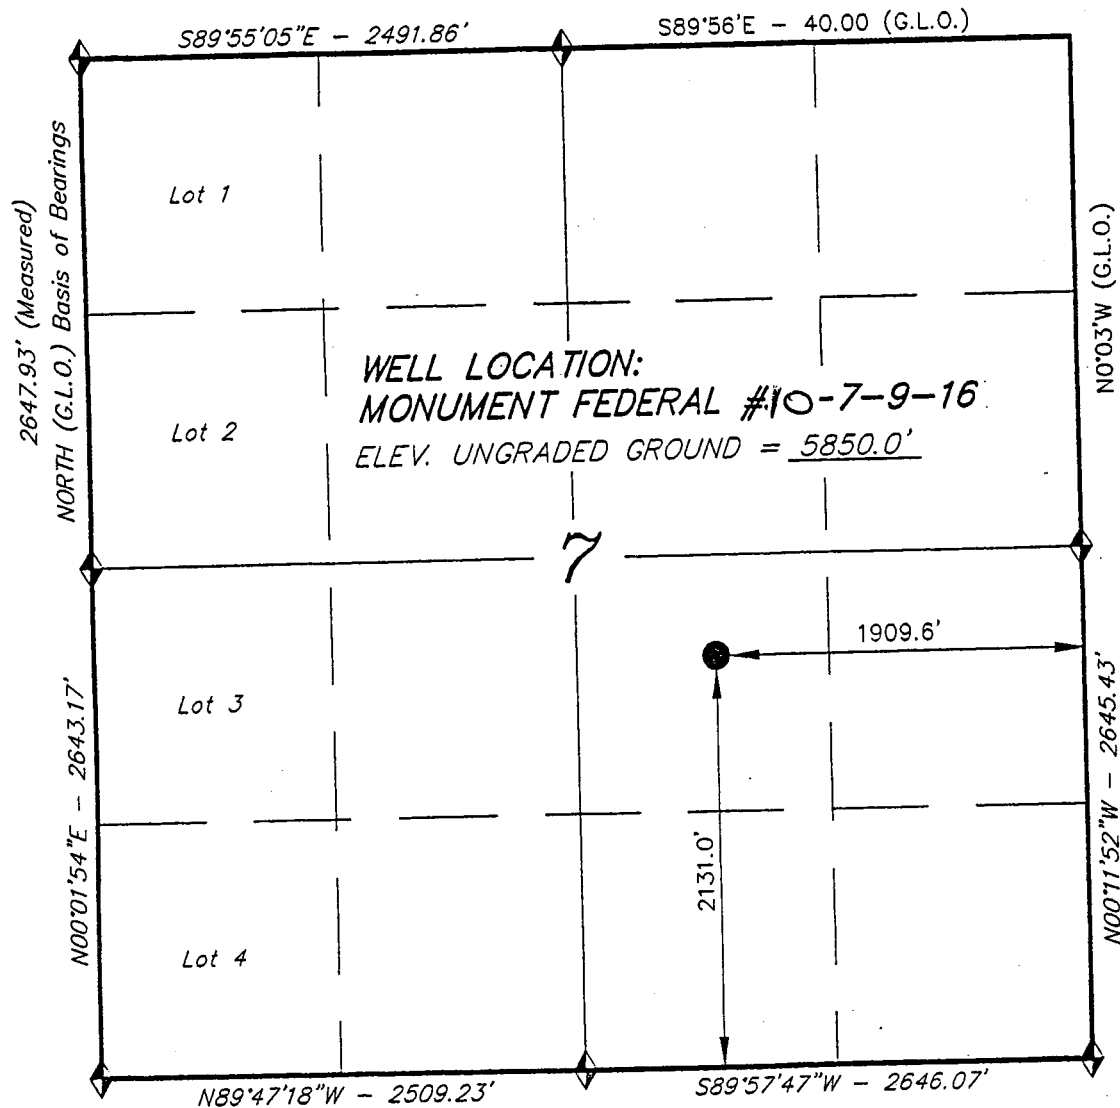 S89°55'05"E - 2491.86'
S89°56'E - 40.00 (G.L.O.)
2647.93' (Measured)
NORTH (G.L.O.) Basis of Bearings
Lot 1
N0°03'W (G.L.O.)
WELL LOCATION:
MONUMENT FEDERAL #10-7-9-16
Lot 2
ELEV. UNGRADED GROUND = 5850.0'
7
1909.6'
Lot 3
N00°01'54"E - 2643.17'
N00°11'52"W - 2645.43'
2131.0'
Lot 4
N89°47'18"W - 2509.23'
S89°57'47"W - 2646.07'